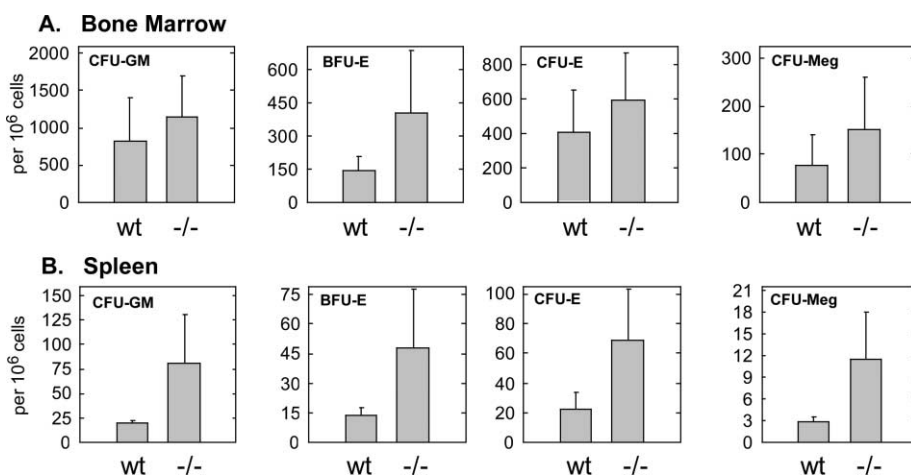 A. Bone Marrow
per 10⁶ cells
CFU-GM
2000
1500
1000
500
0
wt -/-
BFU-E
600
450
300
150
0
wt -/-
CFU-E
800
600
400
200
0
wt -/-
CFU-Meg
300
200
100
0
wt -/-
B. Spleen
per 10⁶ cells
CFU-GM
150
125
100
75
50
25
0
wt -/-
BFU-E
75
60
45
30
15
0
wt -/-
CFU-E
100
80
60
40
20
0
wt -/-
CFU-Meg
21
18
15
12
9
6
3
0
wt -/-